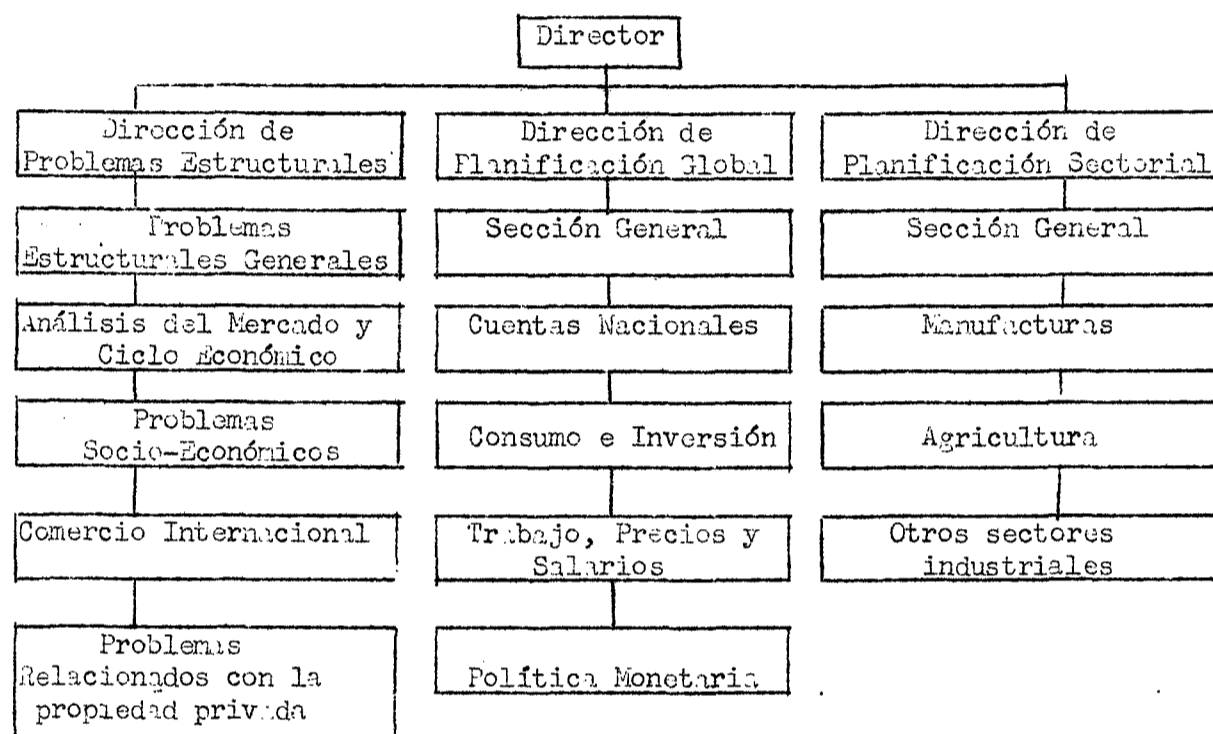 Director
Dirección de
Problemas Estructurales
Problemas
Estructurales Generales
Análisis del Mercado y
Ciclo Económico
Problemas
Socio-Económicos
Comercio Internacional
Problemas
Relacionados con la
propiedad privada
Dirección de
Planificación Global
Sección General
Cuentas Nacionales
Consumo e Inversión
Trabajo, Precios y
Salarios
Política Monetaria
Dirección de
Planificación Sectorial
Sección General
Manufacturas
Agricultura
Otros sectores
industriales